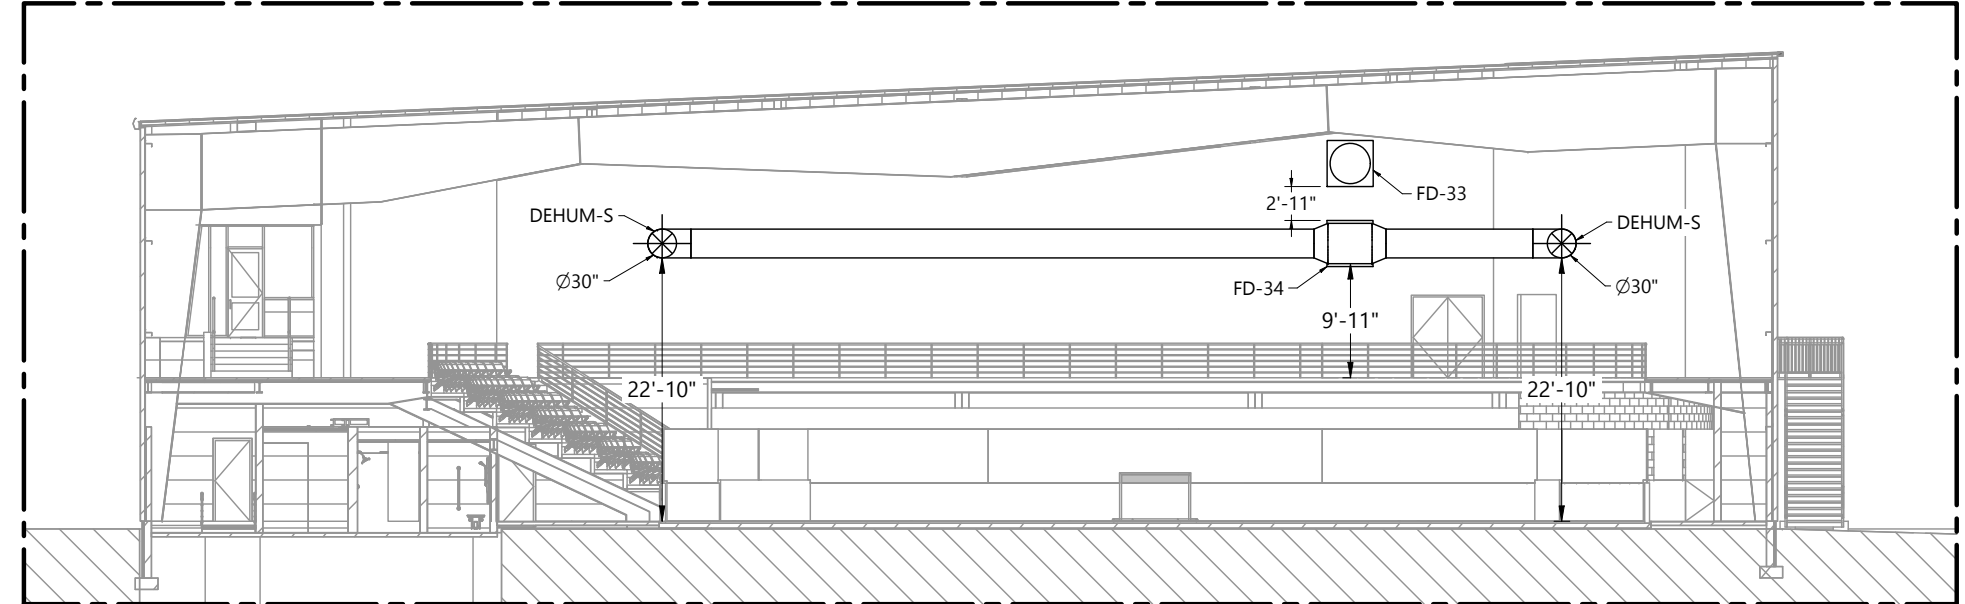 FD-33
2'-11"
DEHUM-S
DEHUM-S
Ø30"
FD-34
Ø30"
9'-11"
22'-10"
22'-10"